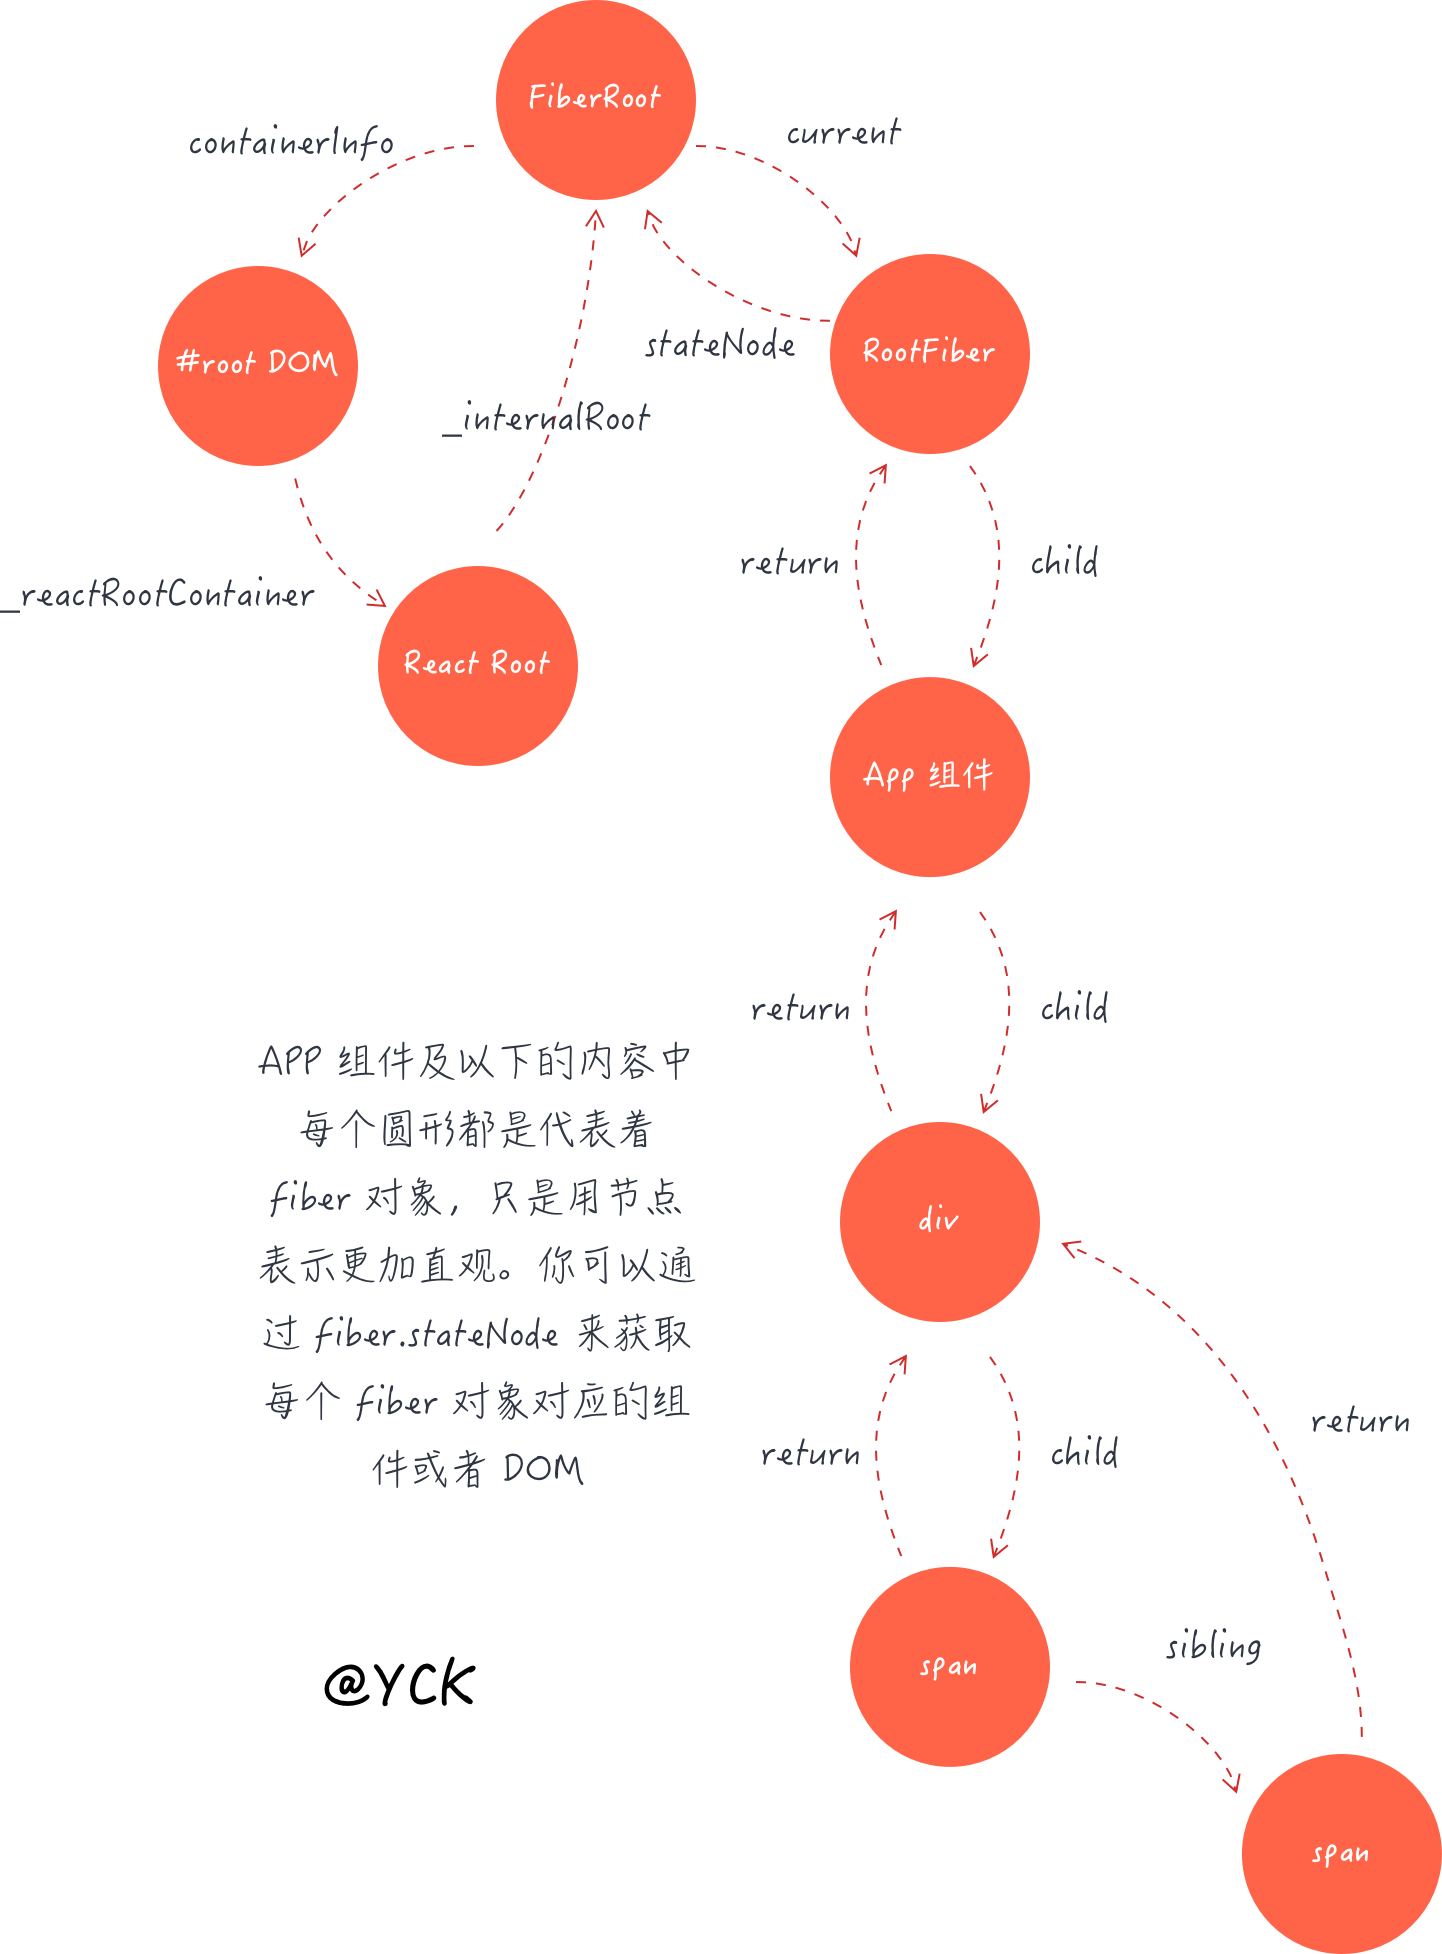 FiberRoot
containerInfo
current
#root DOM
stateNode
RootFiber
_internalRoot
return
child
_reactRootContainer
React Root
App 组件
return
child
APP 组件及以下的内容中
每个圆形都是代表着
fiber 对象，只是用节点
表示更加直观。你可以通
过 fiber.stateNode 来获取
每个 fiber 对象对应的组
件或者 DOM
div
return
child
return
sibling
@YCK
span
span